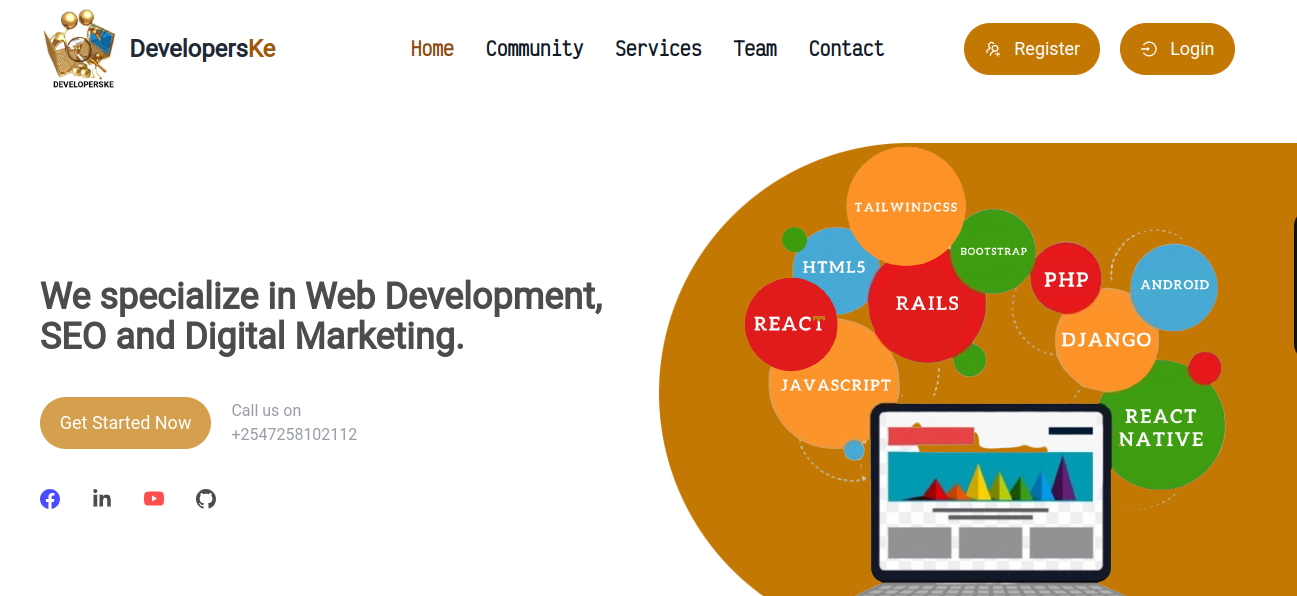 DEVELOPERSKE
DevelopersKe
Home
Community
Services
Team
Contact
Register
Login
We specialize in Web Development,
SEO and Digital Marketing.
Get Started Now
Call us on
+2547258102112
TAILWINDCSS
HTML5
BOOTSTRAP
RAILS
REACT
JAVASCRIPT
PHP
ANDROID
DJANGO
REACT
NATIVE